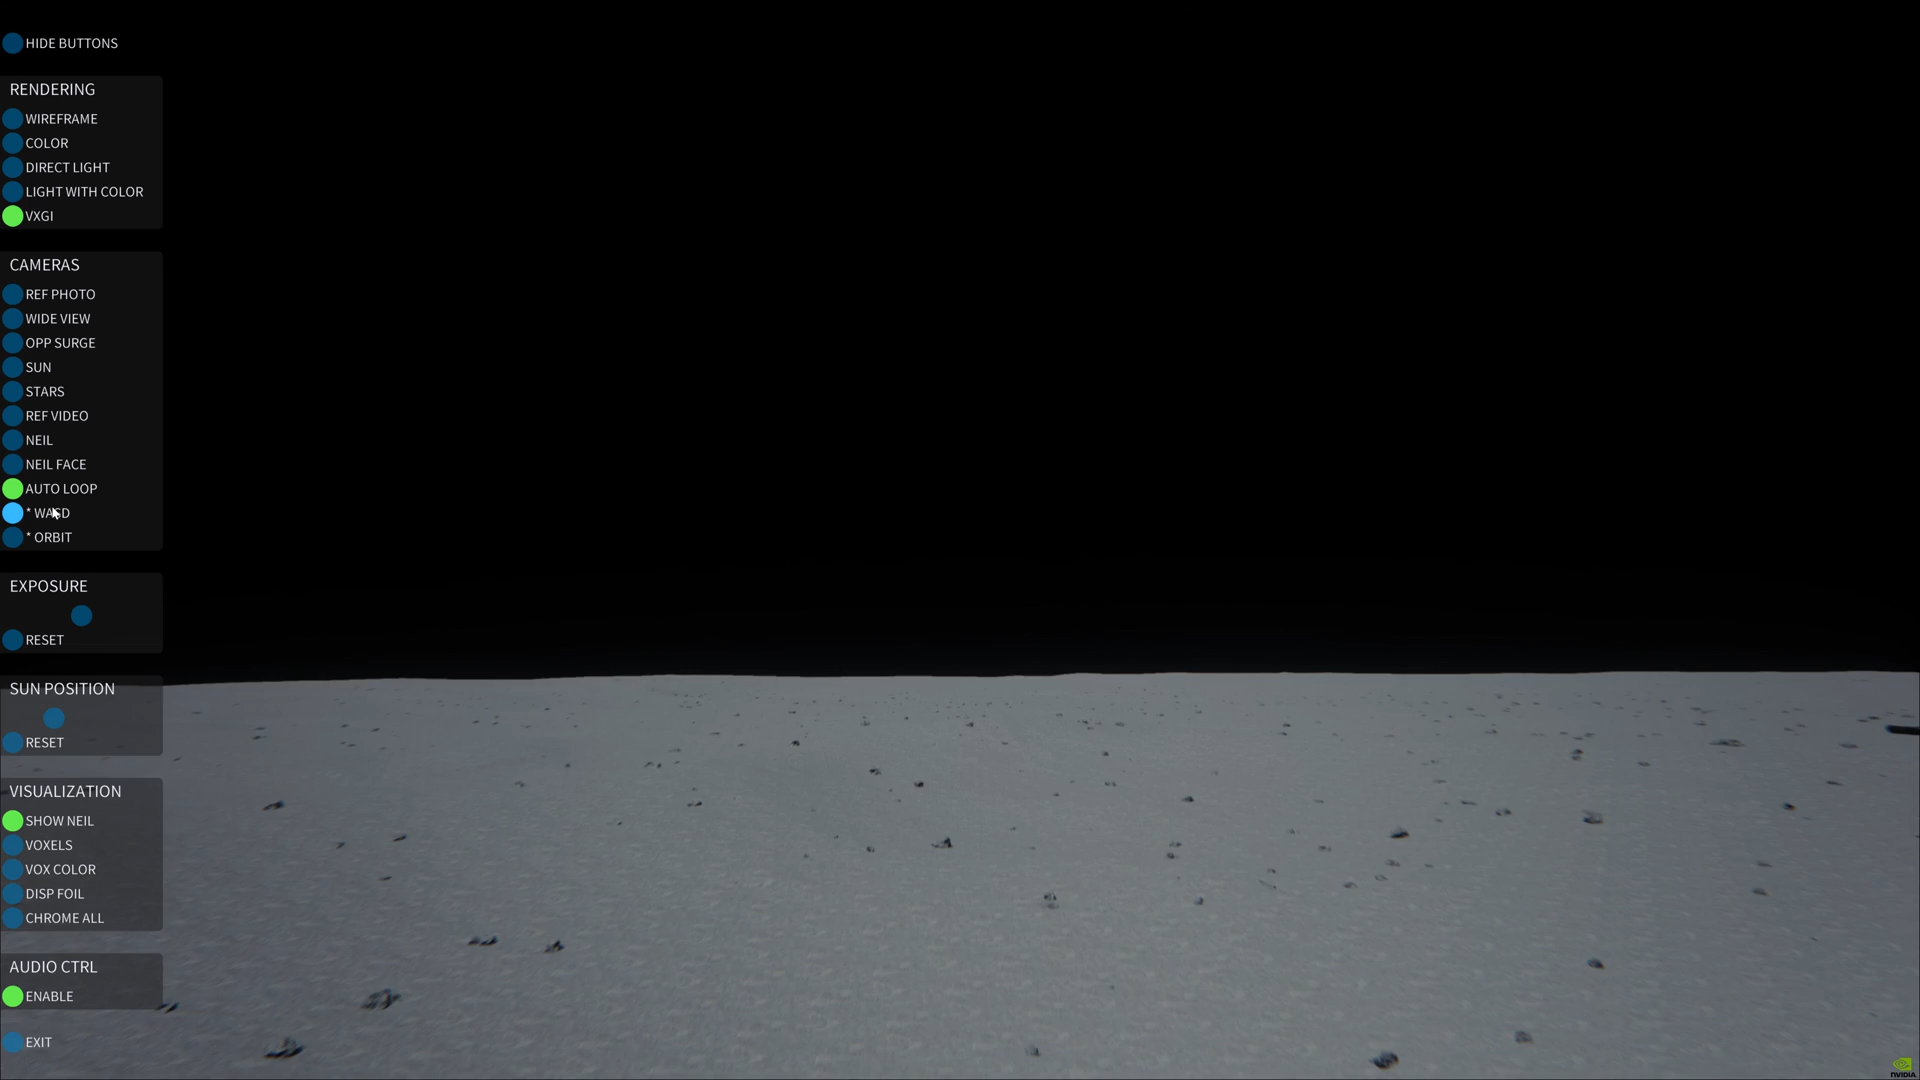 HIDE BUTTONS
RENDERING
WIREFRAME
COLOR
DIRECT LIGHT
LIGHT WITH COLOR
VXGI
CAMERAS
REF PHOTO
WIDE VIEW
OPP SURGE
SUN
STARS
REF VIDEO
NEIL
NEIL FACE
AUTO LOOP
* WASD
* ORBIT
EXPOSURE
RESET
SUN POSITION
RESET
VISUALIZATION
SHOW NEIL
VOXELS
VOX COLOR
DISP FOIL
CHROME ALL
AUDIO CTRL
ENABLE
EXIT
NVIDIA